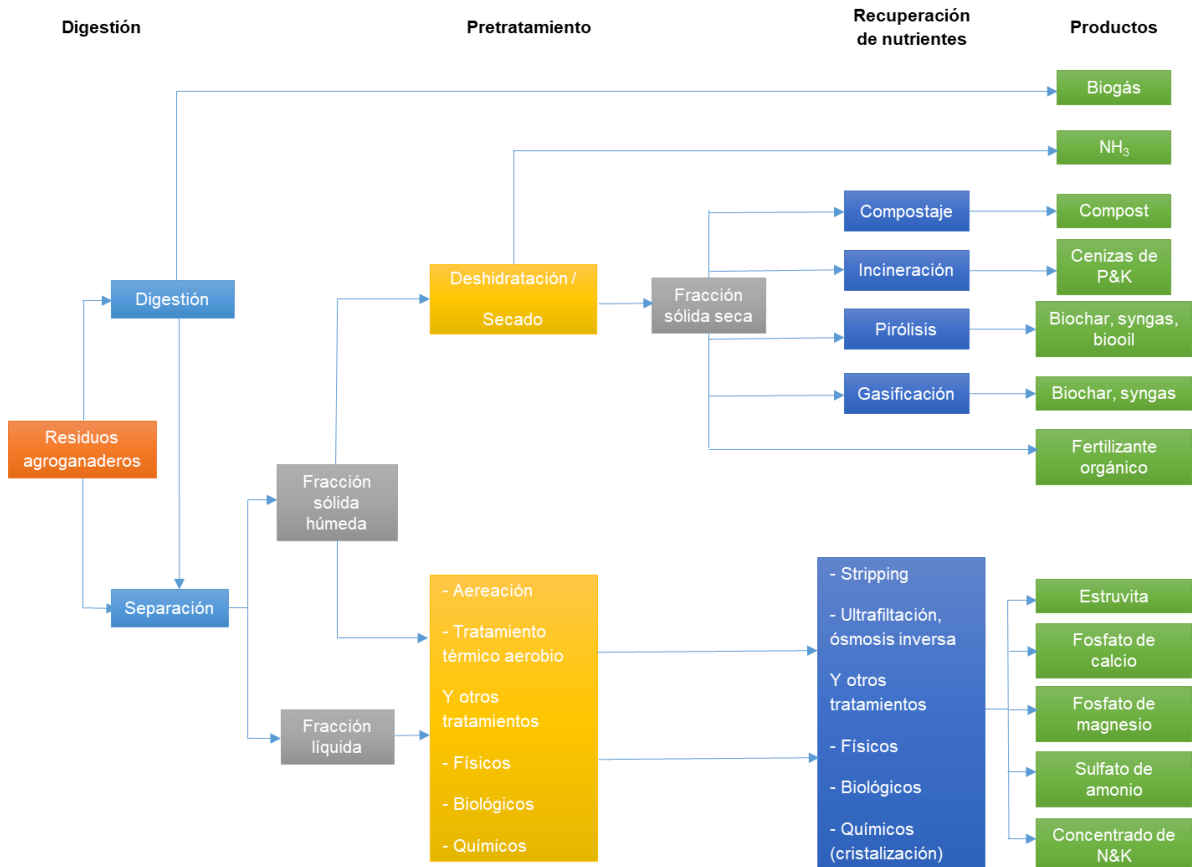 Digestión
Pretratamiento
Recuperación
de nutrientes
Productos
Biogás
NH₃
Compostaje
Compost
Deshidratación /
Secado
Fracción
sólida seca
Incineración
Cenizas de
P&K
Digestión
Pirólisis
Biochar, syngas,
biooil
Gasificación
Biochar, syngas
Residuos
agroganaderos
Fertilizante
orgánico
Fracción
sólida
húmeda
Separación
- Aereación
- Tratamiento
térmico aerobio
Y otros
tratamientos
- Físicos
- Biológicos
- Químicos
Fracción
líquida
- Stripping
- Ultrafiltación,
ósmosis inversa
Y otros
tratamientos
- Físicos
- Biológicos
- Químicos
(cristalización)
Estruvita
Fosfato de
calcio
Fosfato de
magnesio
Sulfato de
amonio
Concentrado de
N&K